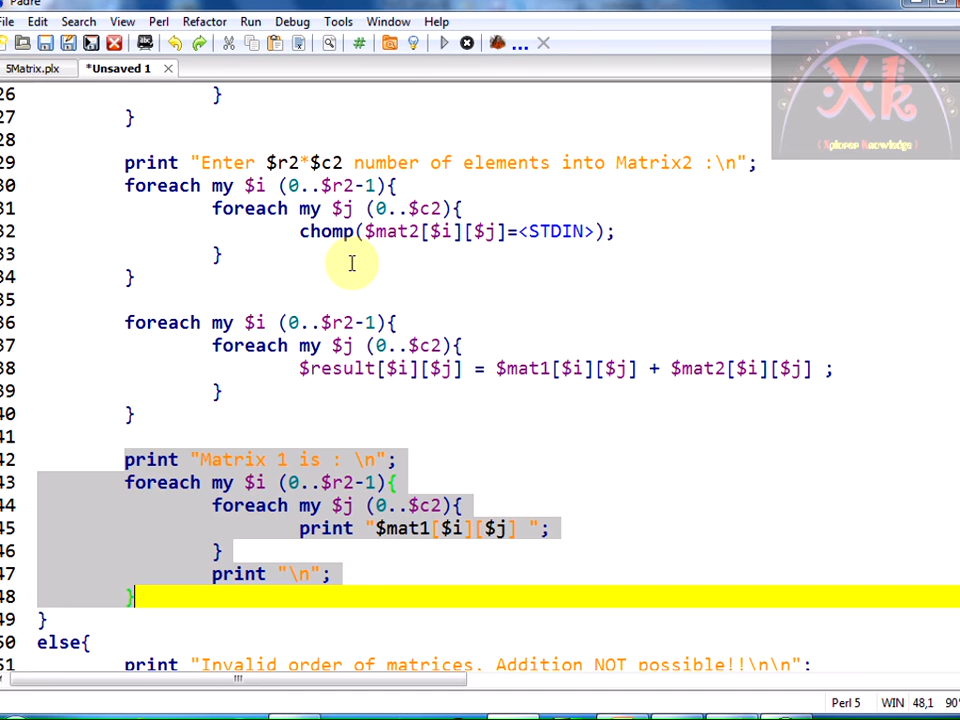 Padre
File Edit Search View Perl Refactor Run Debug Tools Window Help
5Matrix.plx *Unsaved 1
26 }
27 }
28
29 print "Enter $r2*$c2 number of elements into Matrix2 :\n";
30 foreach my $i (0..$r2-1){
31 foreach my $j (0..$c2){
32 chomp($mat2[$i][$j]=<STDIN>);
33 }
34 }
35
36 foreach my $i (0..$r2-1){
37 foreach my $j (0..$c2){
38 $result[$i][$j] = $mat1[$i][$j] + $mat2[$i][$j] ;
39 }
40 }
41
42 print "Matrix 1 is : \n";
43 foreach my $i (0..$r2-1){
44 foreach my $j (0..$c2){
45 print "$mat1[$i][$j] ";
46 }
47 print "\n";
48 }
49 }
50 else{
51 print "Invalid order of matrices. Addition NOT possible!!\n\n";
Perl 5 WIN 48,1 90%
Xk
(Xplorer Knowledge)